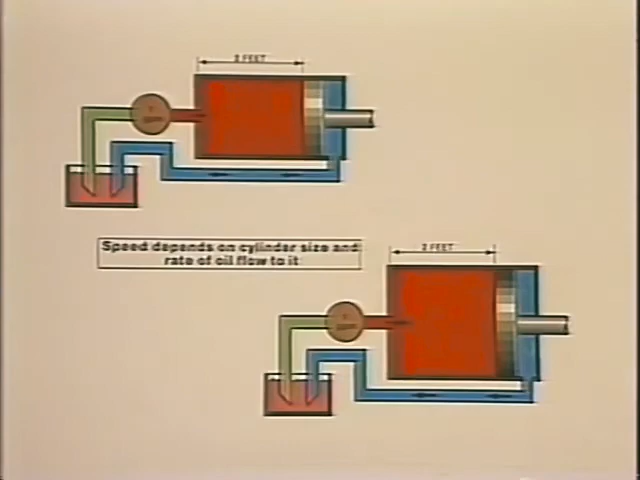 2 FEET
Speed depends on cylinder size and
rate of oil flow to it
2 FEET